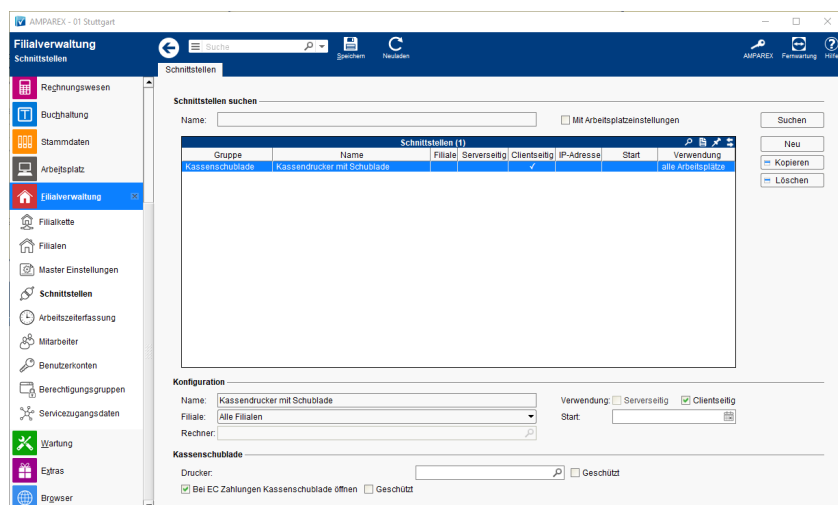 AMPAREX - 01 Stuttgart
Filialverwaltung
Schnittstellen
Suche
Speichern
Neuladen
AMPAREX
Fernwartung
Hilfe
Schnittstellen
Rechnungswesen
Buchhaltung
Stammdaten
Arbeitsplatz
Filialverwaltung
Filialkette
Filialen
Master Einstellungen
Schnittstellen
Arbeitszeiterfassung
Mitarbeiter
Benutzerkonten
Berechtigungsgruppen
Servicezugangsdaten
Wartung
Extras
Browser
Schnittstellen suchen
Name:
Mit Arbeitsplatzeinstellungen
Suchen
Schnittstellen (1)
Neu
Gruppe Name Filiale Serverseitig Clientseitig IP-Adresse Start Verwendung
Kopieren
Kassenschublade Kassendrucker mit Schublade ✓ alle Arbeitsplätze
Löschen
Konfiguration
Name: Kassendrucker mit Schublade Verwendung: Serverseitig Clientseitig
Filiale: Alle Filialen Start:
Rechner:
Kassenschublade
Drucker: Geschützt
Bei EC Zahlungen Kassenschublade öffnen Geschützt